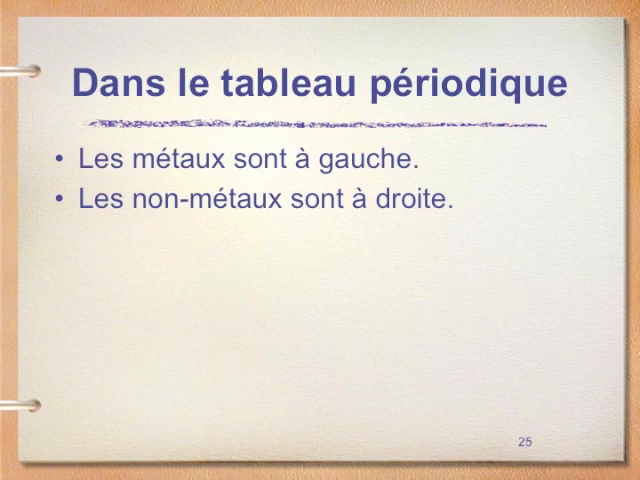 Dans le tableau périodique
• Les métaux sont à gauche.
• Les non-métaux sont à droite.
25